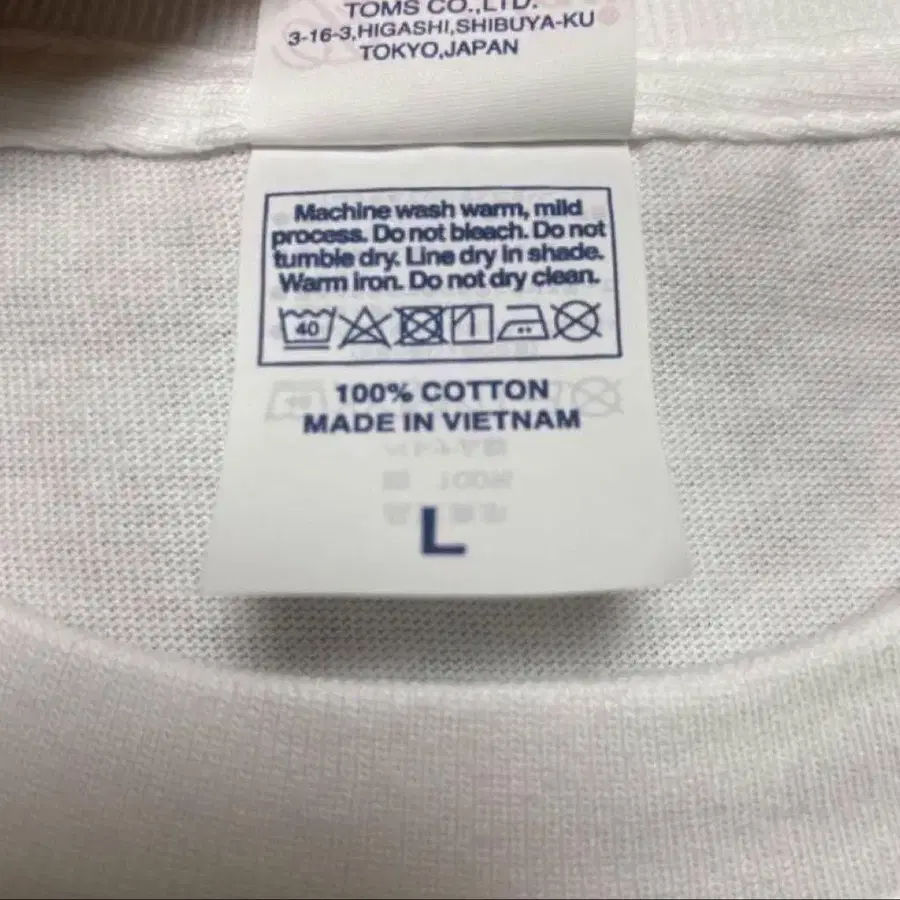 TOMS CO.,LTD.
3-16-3,HIGASHI,SHIBUYA-KU
TOKYO,JAPAN
Machine wash warm, mild
process. Do not bleach. Do not
tumble dry. Line dry in shade.
Warm iron. Do not dry clean.
40
100% COTTON
MADE IN VIETNAM
L